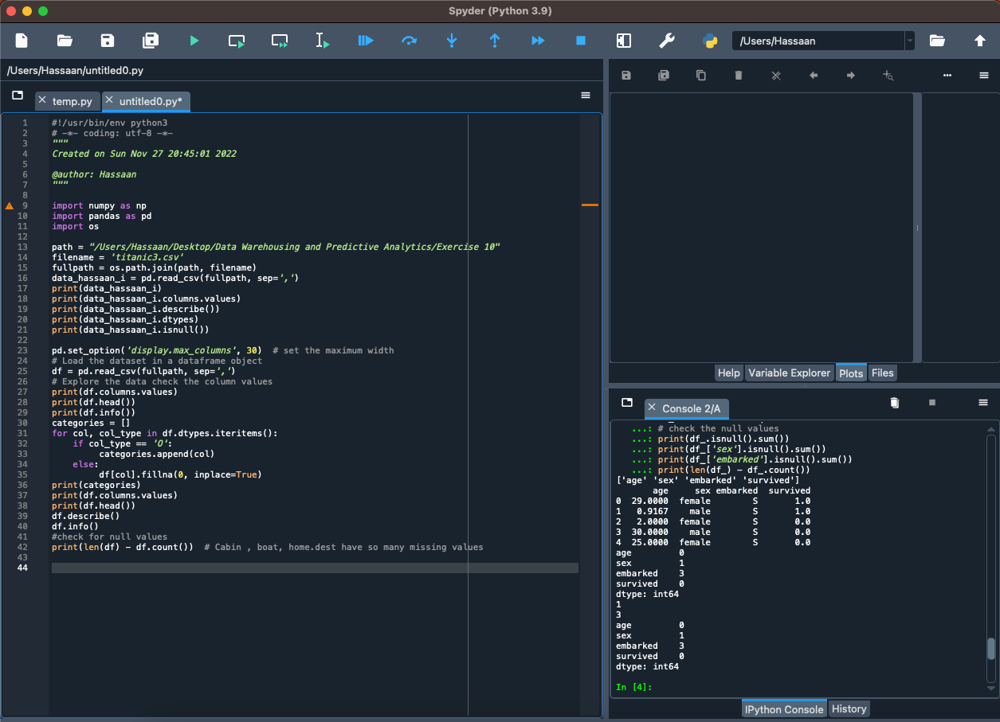 Spyder (Python 3.9)
/Users/Hassaan
/Users/Hassaan/untitled0.py
temp.py
untitled0.py*
1 #!/usr/bin/env python3
2 # -*- coding: utf-8 -*-
3 """
4 Created on Sun Nov 27 20:45:01 2022
5
6 @author: Hassaan
7 """
8
9 import numpy as np
10 import pandas as pd
11 import os
12
13 path = "/Users/Hassaan/Desktop/Data Warehousing and Predictive Analytics/Exercise 10"
14 filename = 'titanic3.csv'
15 fullpath = os.path.join(path, filename)
16 data_hassaan_i = pd.read_csv(fullpath, sep=',')
17 print(data_hassaan_i)
18 print(data_hassaan_i.columns.values)
19 print(data_hassaan_i.describe())
20 print(data_hassaan_i.dtypes)
21 print(data_hassaan_i.isnull())
22
23 pd.set_option('display.max_columns', 30)  # set the maximum width
24 # Load the dataset in a dataframe object
25 df = pd.read_csv(fullpath, sep=',')
26 # Explore the data check the column values
27 print(df.columns.values)
28 print(df.head())
29 print(df.info())
30 categories = []
31 for col, col_type in df.dtypes.iteritems():
32     if col_type == 'O':
33          categories.append(col)
34     else:
35          df[col].fillna(0, inplace=True)
36 print(categories)
37 print(df.columns.values)
38 print(df.head())
39 df.describe()
40 df.info()
41 #check for null values
42 print(len(df) - df.count())  # Cabin , boat, home.dest have so many missing values
43
44
Help
Variable Explorer
Plots
Files
Console 2/A
...: # check the null values
...: print(df_.isnull().sum())
...: print(df_['sex'].isnull().sum())
...: print(df_['embarked'].isnull().sum())
...: print(len(df_) - df_.count())
['age' 'sex' 'embarked' 'survived']
age     sex embarked  survived
0  29.0000  female        S       1.0
1   0.9167    male        S       1.0
2   2.0000  female        S       0.0
3  30.0000    male        S       0.0
4  25.0000  female        S       0.0
age         0
sex         1
embarked    3
survived    0
dtype: int64
1
3
age         0
sex         1
embarked    3
survived    0
dtype: int64
In [4]:
IPython Console
History